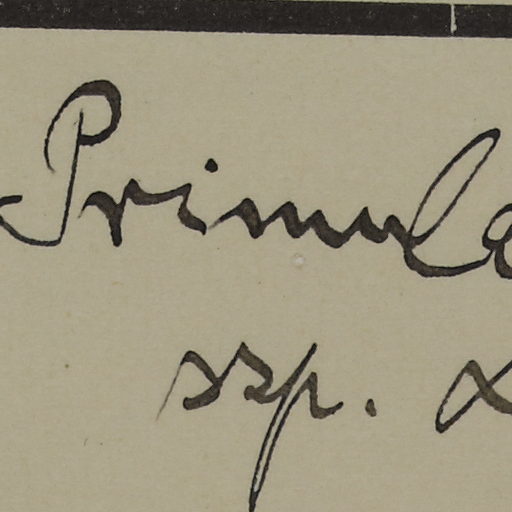 Primula
ssp. α